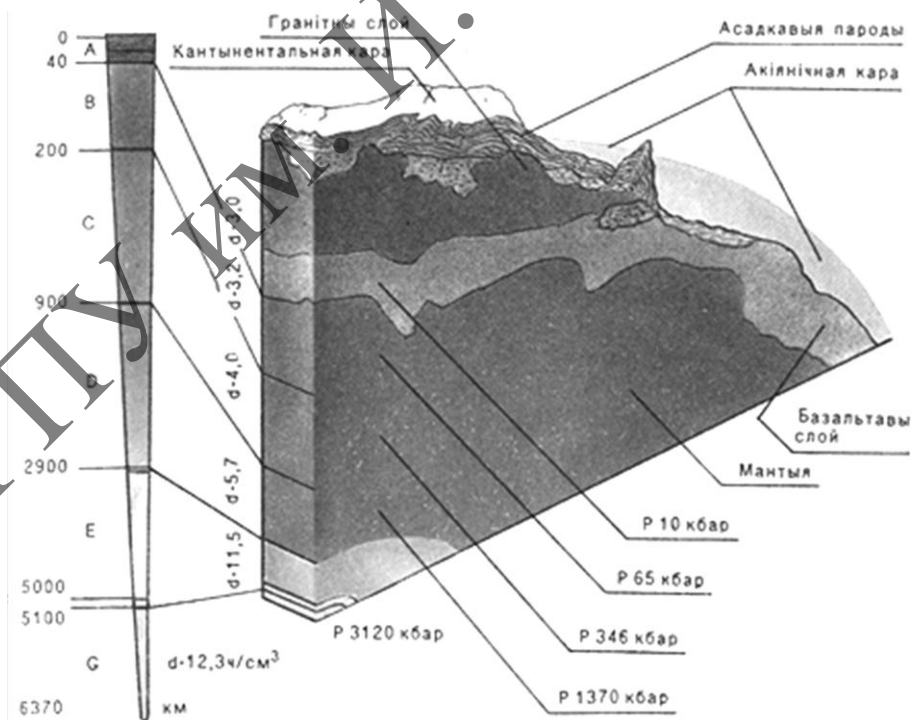 Гранітны слой
Кантынентальная кара
Асадкавыя пароды
Акіянічная кара
0
А
40
В
200
С
900
D
2900
Е
5000
5100
G
6370
км
d-3,0
d-3,2
d-4,0
d-5,7
d-11,5
d-12,3ч/см³
Базальтавы
слой
Мантыя
Р 10 кбар
Р 65 кбар
Р 346 кбар
Р 1370 кбар
Р 3120 кбар
ПУ ИМ. И.